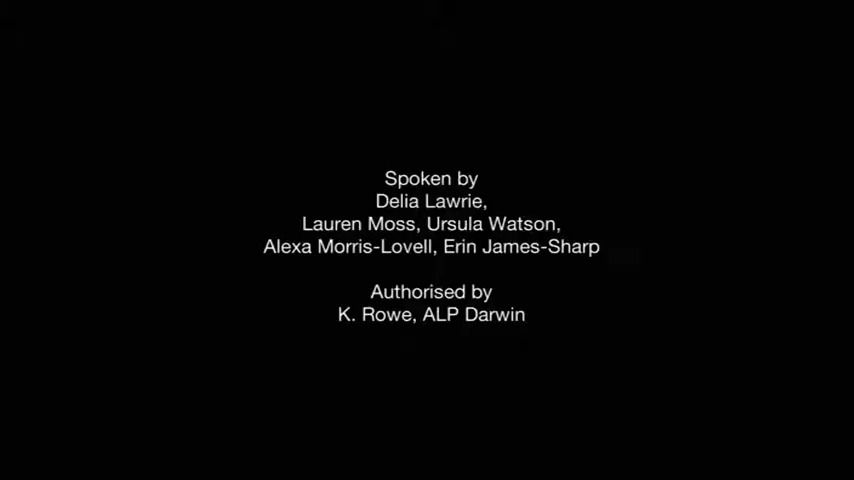 Spoken by
Delia Lawrie,
Lauren Moss, Ursula Watson,
Alexa Morris-Lovell, Erin James-Sharp
Authorised by
K. Rowe, ALP Darwin